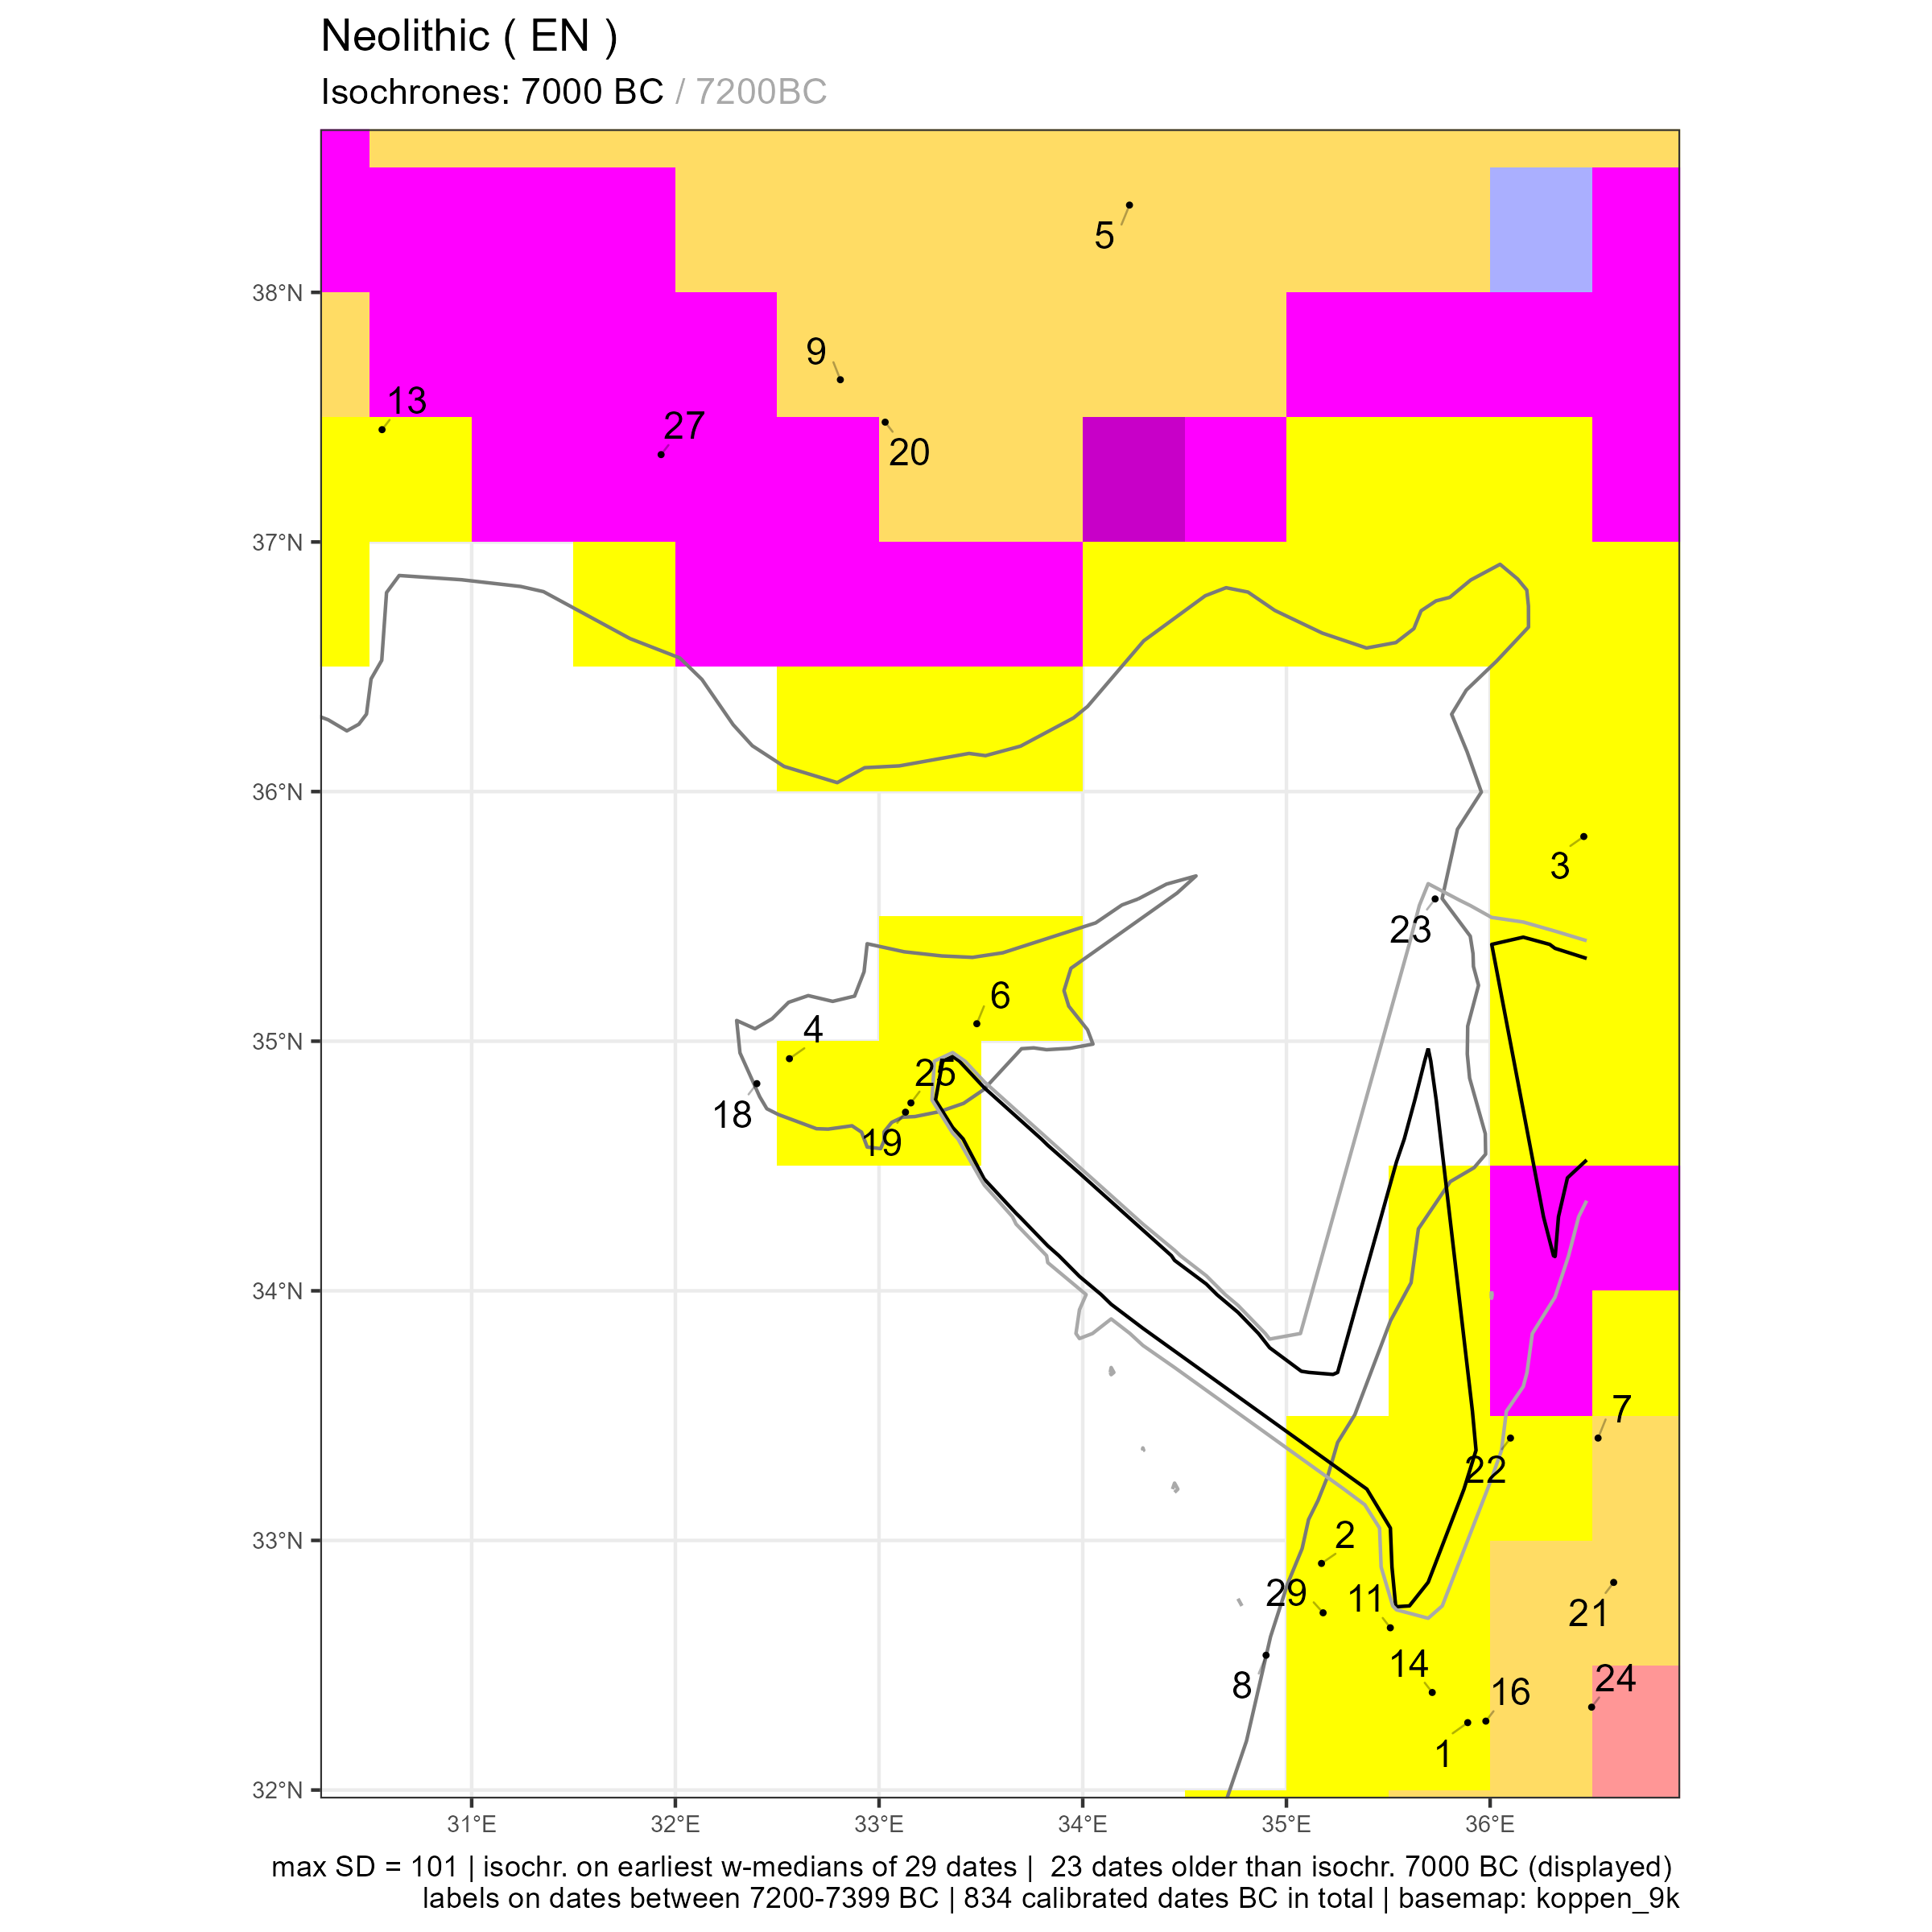 Neolithic ( EN )
Isochrones: 7000 BC / 7200BC
5
38°N
9
13
27
20
37°N
36°N
3
23
6
4
35°N
25
18
19
34°N
7
22
33°N
2
29
11
21
14
8
24
16
1
32°N
31°E 32°E 33°E 34°E 35°E 36°E
max SD = 101 | isochr. on earliest w-medians of 29 dates | 23 dates older than isochr. 7000 BC (displayed)
labels on dates between 7200-7399 BC | 834 calibrated dates BC in total | basemap: koppen_9k